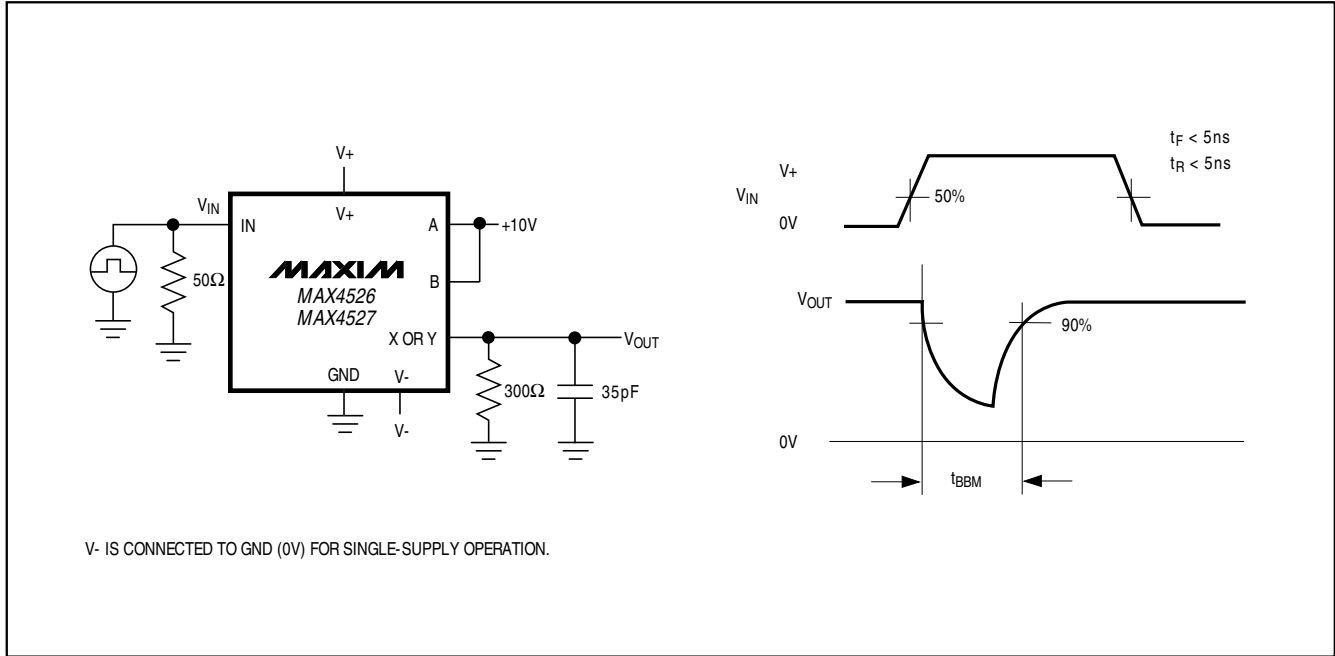 V+
V+
VIN
IN
50Ω
MAXIM
MAX4526
MAX4527
A
+10V
B
X OR Y
VOUT
GND
V-
V-
300Ω
35pF
V- IS CONNECTED TO GND (0V) FOR SINGLE-SUPPLY OPERATION.
tF < 5ns
tR < 5ns
V+
VIN
50%
0V
VOUT
90%
0V
tBBM